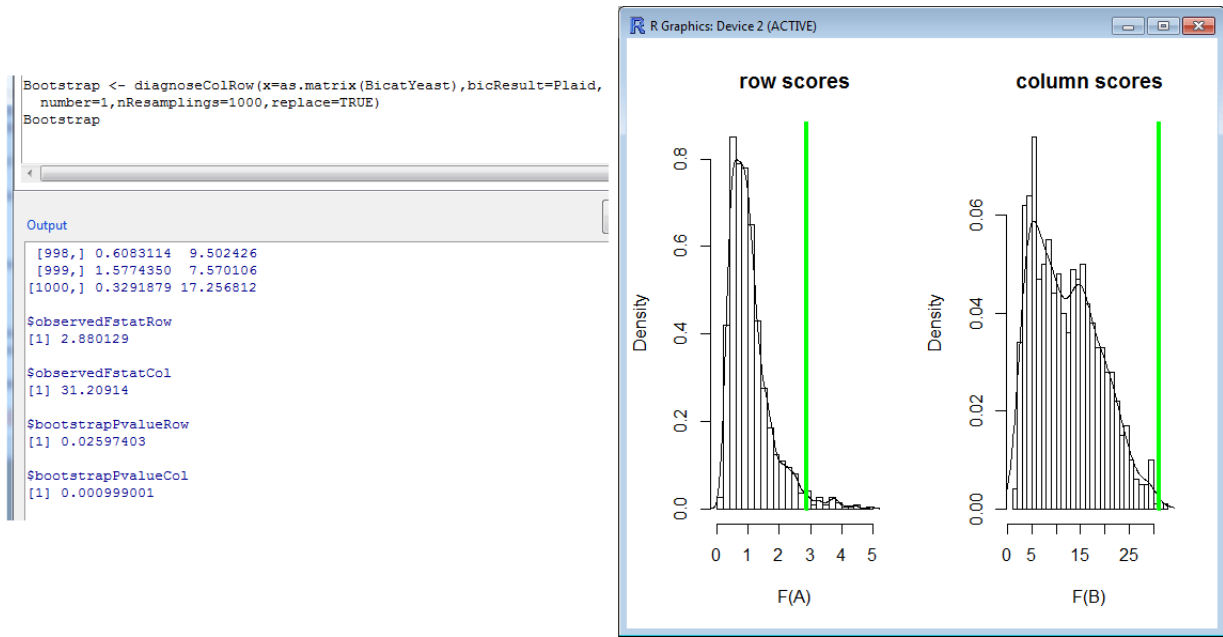 Bootstrap <- diagnoseColRow(x=as.matrix(BicatYeast),bicResult=Plaid,
number=1,nResamplings=1000,replace=TRUE)
Bootstrap
Output
[998,] 0.6083114 9.502426
[999,] 1.5774350 7.570106
[1000,] 0.3291879 17.256812
$observedFstatRow
[1] 2.880129
$observedFstatCol
[1] 31.20914
$bootstrapPvalueRow
[1] 0.02597403
$bootstrapPvalueCol
[1] 0.000999001
R Graphics: Device 2 (ACTIVE)
row scores
Density
0.0 0.2 0.4 0.6 0.8
0 1 2 3 4 5
F(A)
column scores
Density
0.00 0.02 0.04 0.06
0 5 15 25
F(B)